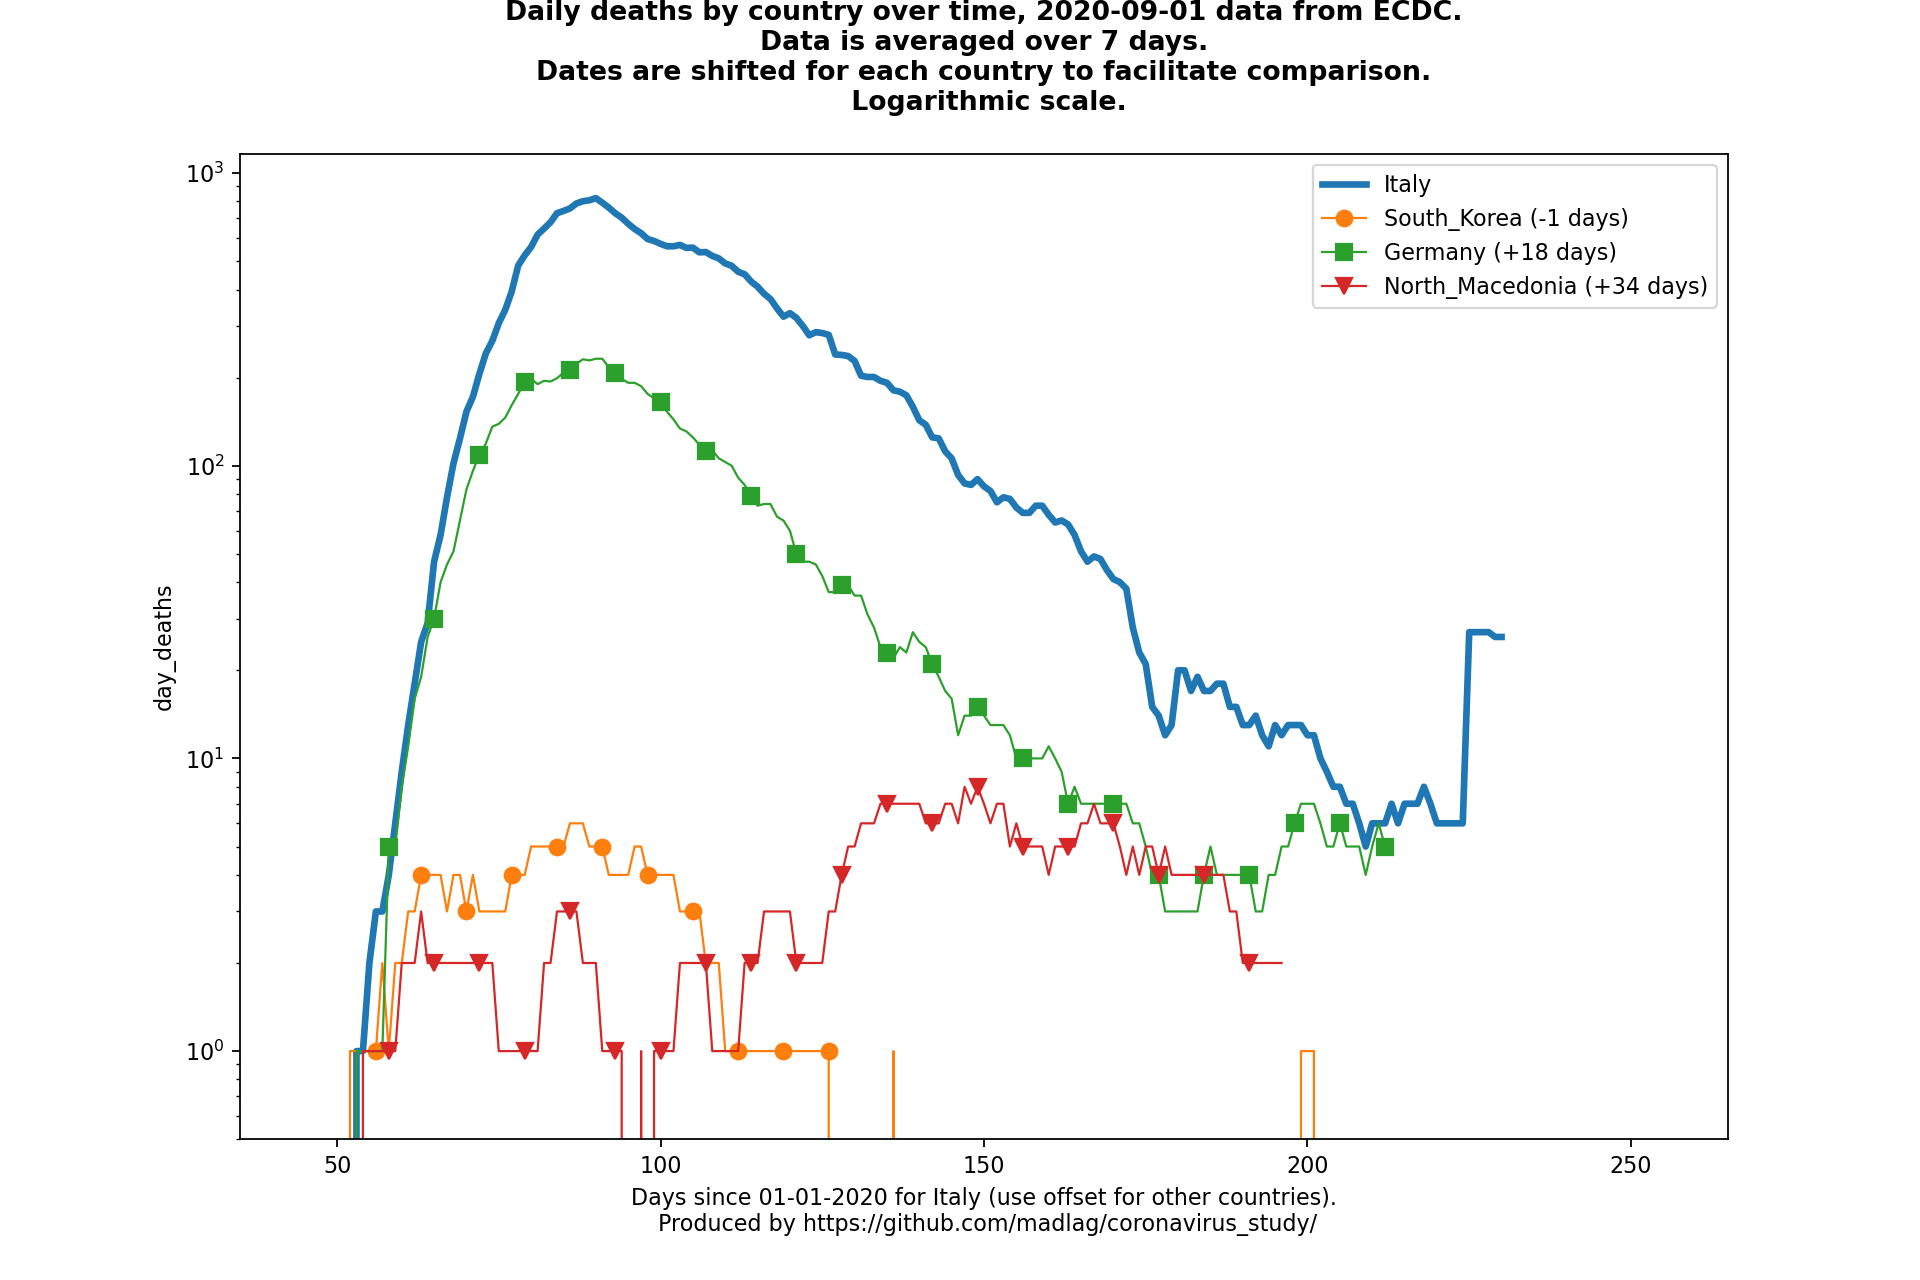 Daily deaths by country over time, 2020-09-01 data from ECDC.
Data is averaged over 7 days.
Dates are shifted for each country to facilitate comparison.
Logarithmic scale.
10³
10²
10¹
10⁰
day_deaths
Italy
South_Korea (-1 days)
Germany (+18 days)
North_Macedonia (+34 days)
50
100
150
200
250
Days since 01-01-2020 for Italy (use offset for other countries).
Produced by https://github.com/madlag/coronavirus_study/